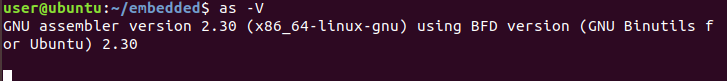 user@ubuntu:~/embedded$ as -V
GNU assembler version 2.30 (x86_64-linux-gnu) using BFD version (GNU Binutils f
or Ubuntu) 2.30